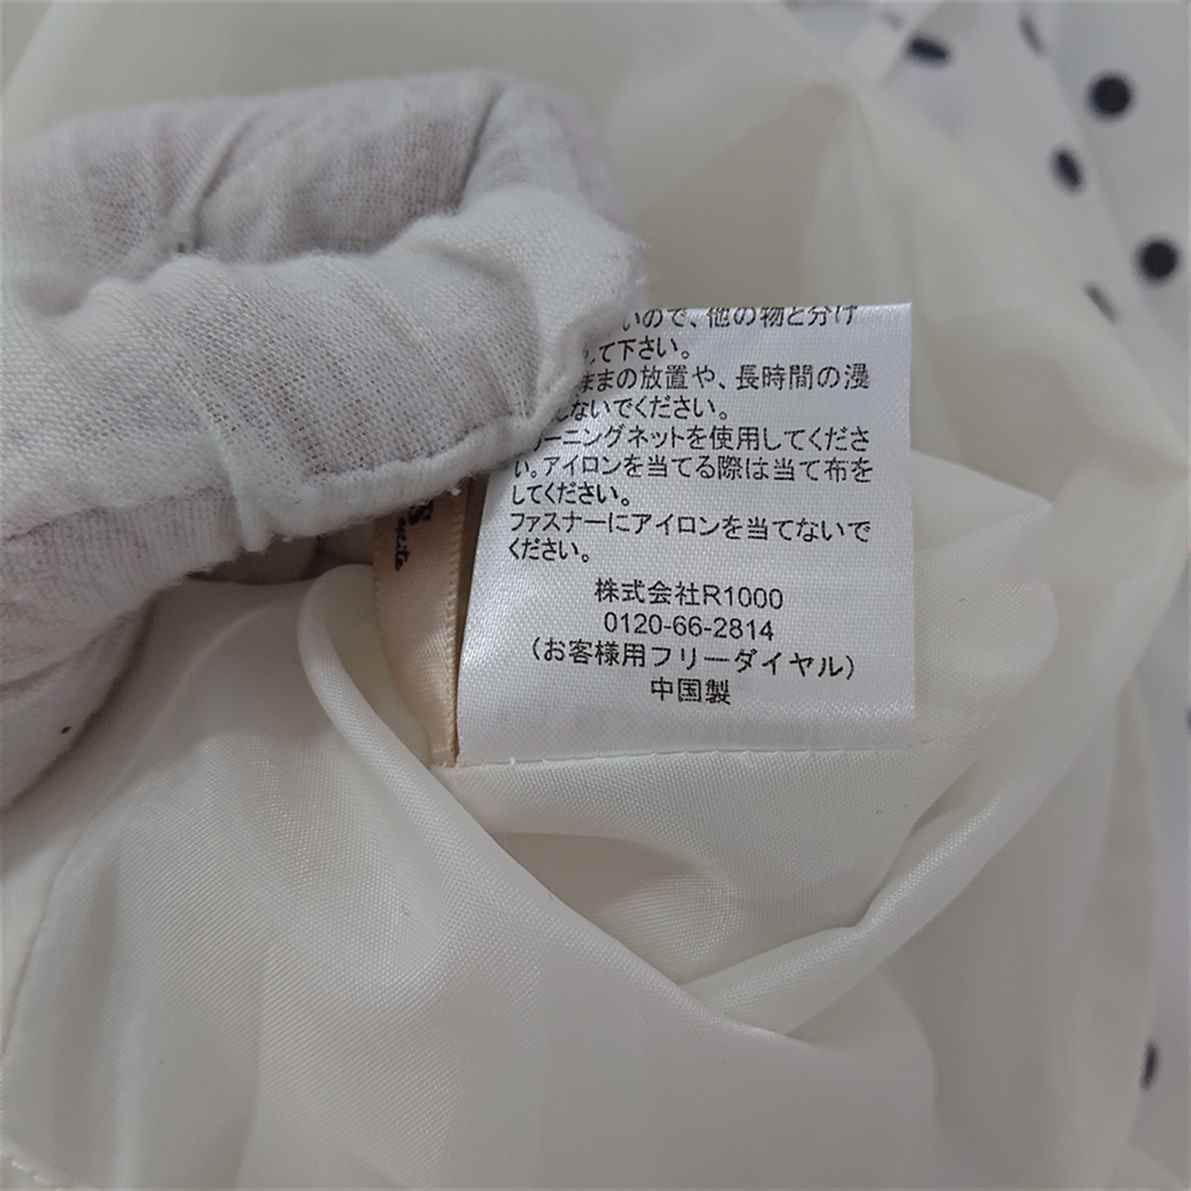 いので、他の物と分け
して下さい。
ままの放置や、長時間の漫
しないでください。
リーニングネットを使用してくださ
い。アイロンを当てる際は当て布を
してください。
ファスナーにアイロンを当てないで
ください。
株式会社R1000
0120-66-2814
(お客様用フリーダイヤル)
中国製